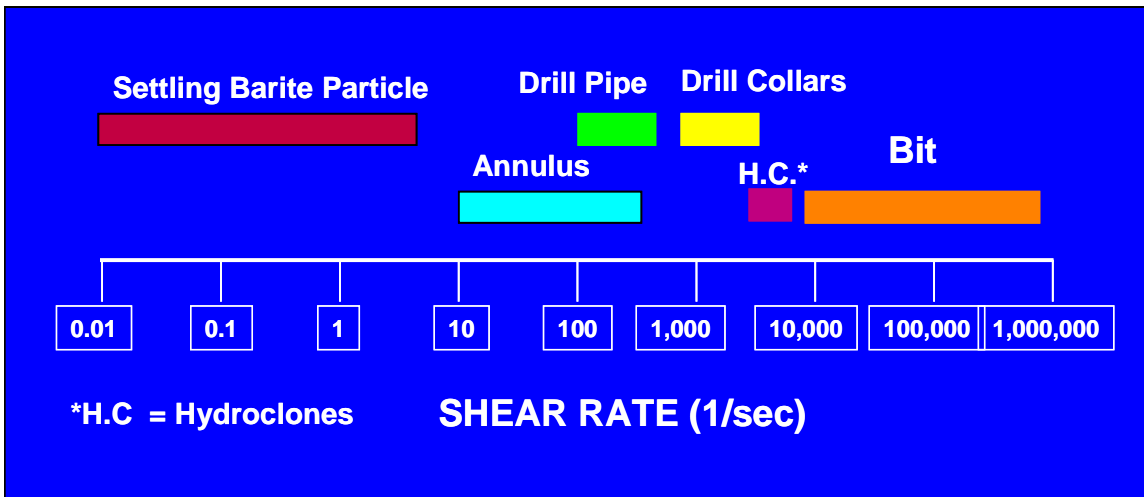 Settling Barite Particle
Drill Pipe
Drill Collars
Annulus
H.C.*
Bit
0.01
0.1
1
10
100
1,000
10,000
100,000
1,000,000
*H.C = Hydroclones
SHEAR RATE (1/sec)